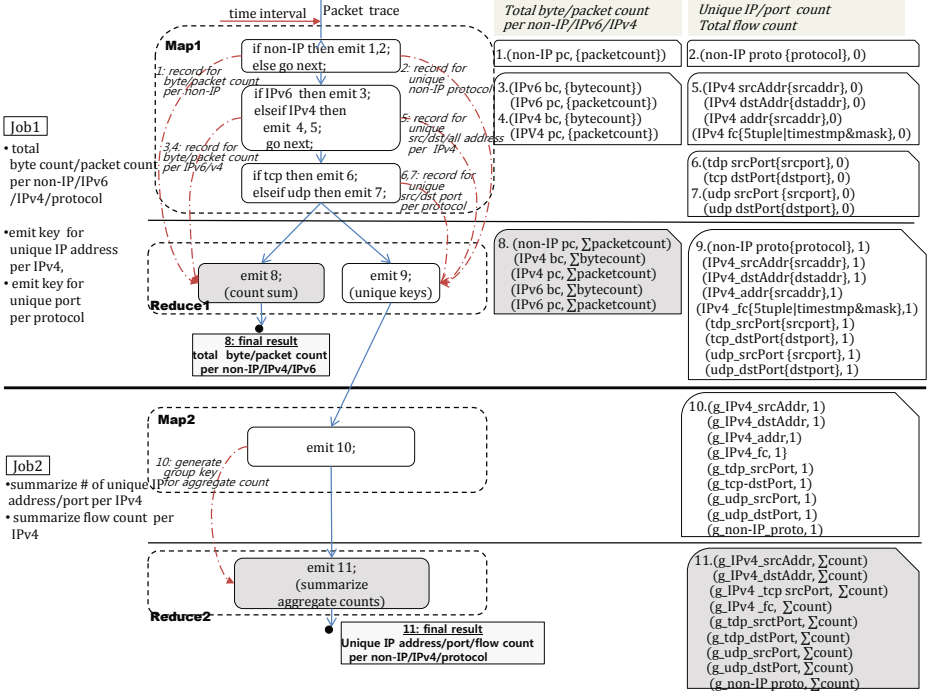 time interval
Packet trace
Total byte/packet count
per non-IP/IPv6/IPv4
Unique IP/port count
Total flow count
Map1
if non-IP then emit 1,2;
else go next;
1: record for
byte/packet count
per non-IP
2: record for
unique
non-IP protocol
if IPV6 then emit 3;
elseif IPv4 then
emit 4, 5;
go next;
5: record for
unique
src/dst/all address
per IPv4
3,4: record for
byte/packet count
per IPv6/v4
if tcp then emit 6;
elseif udp then emit 7;
6,7: record for
unique
src/dst port
per protocol
1.(non-IP pc, {packetcount})
2.(non-IP proto {protocol}, 0)
3.(IPv6 bc, {bytecount})
(IPv6 pc, {packetcount})
4.(IPv4 bc, {bytecount})
(IPV4 pc, {packetcount})
5.(IPV4 srcAddr{srcaddr}, 0)
(IPV4 dstAddr{dstaddr}, 0)
(IPV4 addr{srcaddr},0)
(IPV4 fc{5tuple|timestmp&mask}, 0)
6.(tdp srcPort{srcport}, 0)
(tcp dstPort{dstport}, 0)
7.(udp srcPort {srcport}, 0)
(udp dstPort{dstport}, 0)
Job1
• total
byte count/packet count
per non-IP/IPv6
/IPv4/protocol
•emit key for
unique IP address
per IPv4,
• emit key for
unique port
per protocol
emit 8;
(count sum)
emit 9;
(unique keys)
Reduce1
8: final result
total byte/packet count
per non-IP/IPv4/IPv6
8. (non-IP pc, ∑packetcount)
(IPv4 bc, ∑bytecount)
(IPv4 pc, ∑packetcount)
(IPv6 bc, ∑bytecount)
(IPv6 pc, ∑packetcount)
9.(non-IP proto{protocol}, 1)
(IPv4_srcAddr{srcaddr}, 1)
(IPv4_dstAddr{dstaddr}, 1)
(IPv4_addr{srcaddr},1)
(IPv4 _fc{5tuple|timestmp&mask},1)
(tdp_srcPort{srcport}, 1)
(tcp_dstPort{dstport}, 1)
(udp_srcPort {srcport}, 1)
(udp_dstPort{dstport}, 1)
Map2
emit 10;
10: generate
group key
for aggregate count
10.(g_IPv4_srcAddr, 1)
(g_IPv4_dstAddr, 1)
(g_IPv4_addr,1)
(g_IPv4_fc, 1}
(g_tdp_srcPort, 1)
(g_tcp-dstPort, 1)
(g_udp_srcPort, 1)
(g_udp_dstPort, 1)
(g_non-IP_proto, 1)
Job2
•summarize # of unique IP
address/port per IPv4
• summarize flow count per
IPv4
emit 11;
(summarize
aggregate counts)
Reduce2
11: final result
Unique IP address/port/flow count
per non-IP/IPv4/protocol
11.(g_IPv4_srcAddr, ∑count)
(g_IPv4_dstAddr, ∑count)
(g_IPv4 _tcp srcPort, ∑count)
(g_IPv4 _fc, ∑count)
(g_tdp_srctPort, ∑count)
(g_tdp_dstPort, ∑count)
(g_udp_srcPort, ∑count)
(g_udp_dstPort, ∑count)
(g_non-IP proto, ∑count)